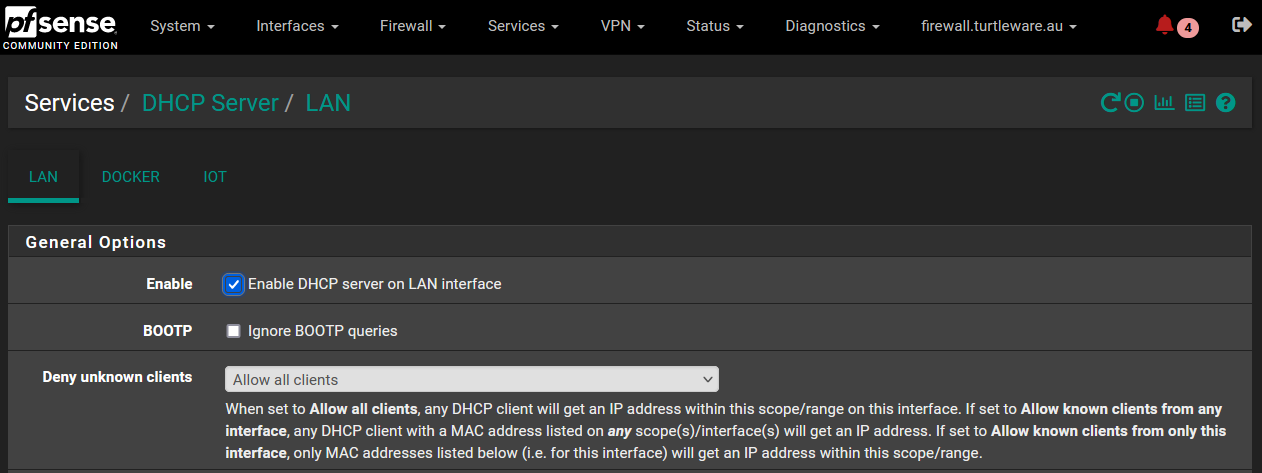 pfsense
COMMUNITY EDITION
System
Interfaces
Firewall
Services
VPN
Status
Diagnostics
firewall.turtleware.au
4
Services / DHCP Server / LAN
LAN
DOCKER
IOT
General Options
Enable
Enable DHCP server on LAN interface
BOOTP
Ignore BOOTP queries
Deny unknown clients
Allow all clients
When set to Allow all clients, any DHCP client will get an IP address within this scope/range on this interface. If set to Allow known clients from any
interface, any DHCP client with a MAC address listed on any scope(s)/interface(s) will get an IP address. If set to Allow known clients from only this
interface, only MAC addresses listed below (i.e. for this interface) will get an IP address within this scope/range.